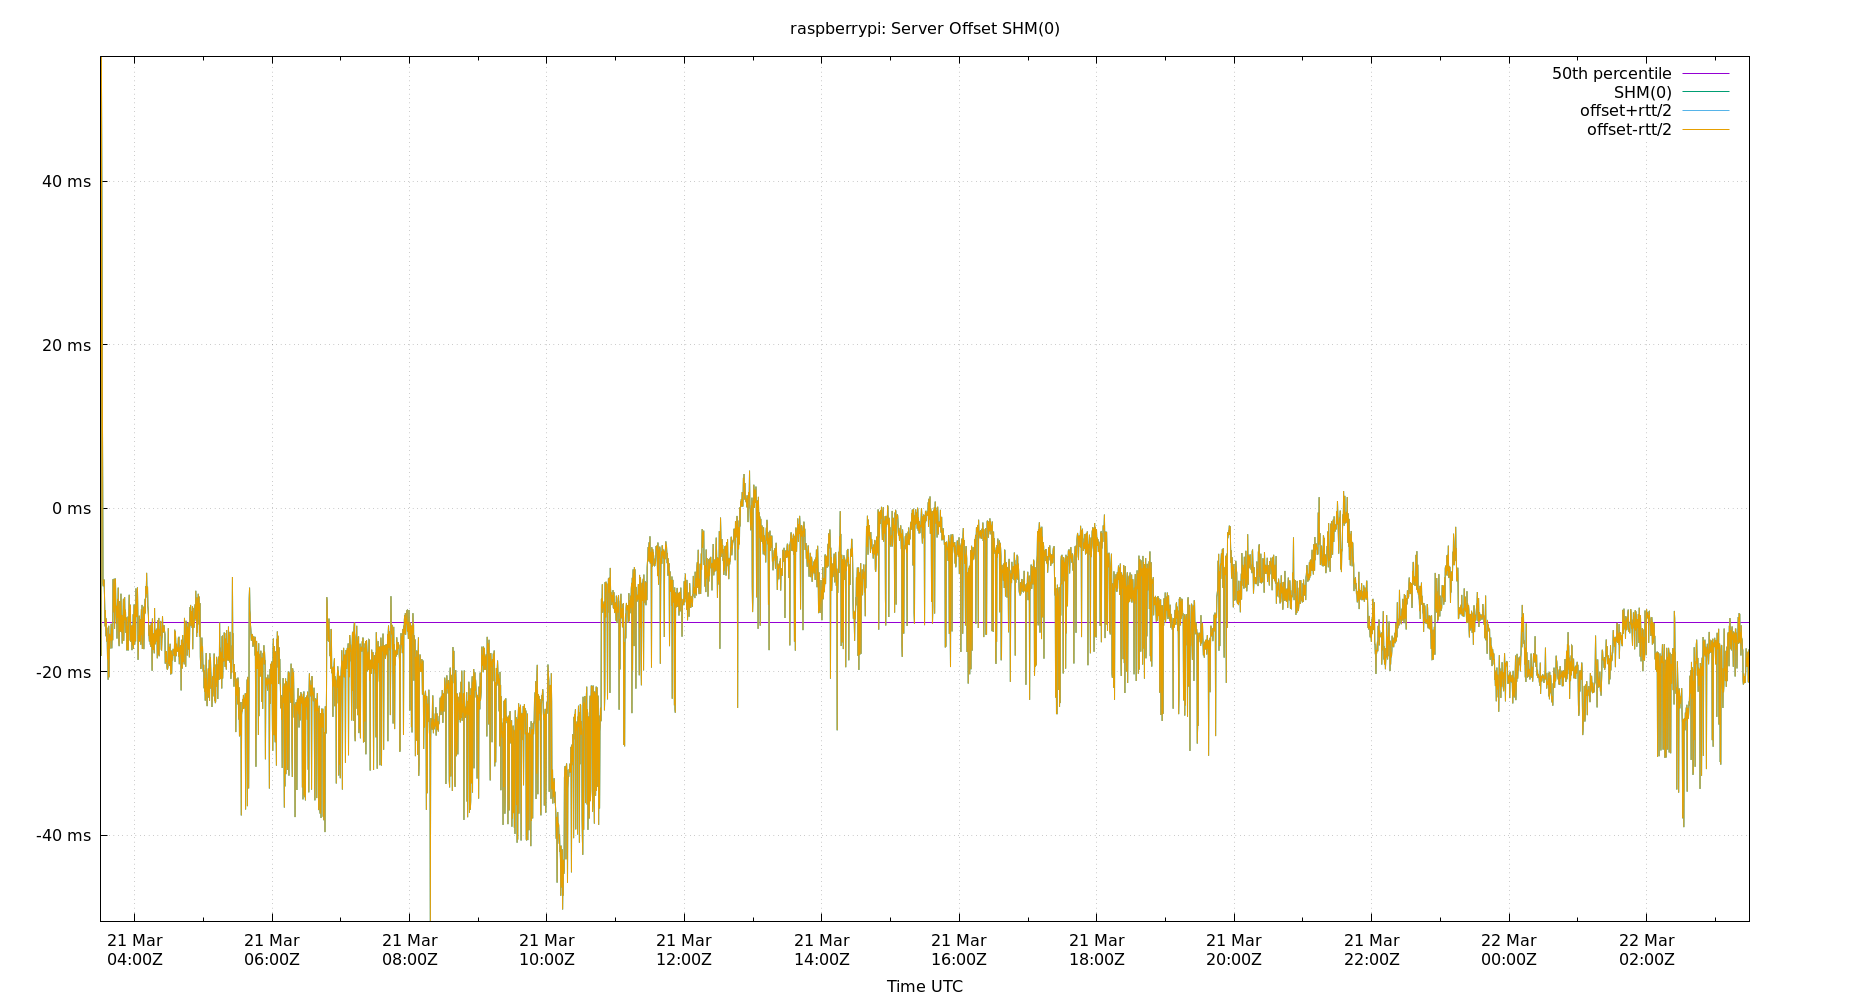 raspberrypi: Server Offset SHM(0)
50th percentile
SHM(0)
offset+rtt/2
offset-rtt/2
40 ms
20 ms
0 ms
-20 ms
-40 ms
21 Mar 21 Mar 21 Mar 21 Mar 21 Mar 21 Mar 21 Mar 21 Mar 21 Mar 21 Mar 22 Mar 22 Mar
04:00Z 06:00Z 08:00Z 10:00Z 12:00Z 14:00Z 16:00Z 18:00Z 20:00Z 22:00Z 00:00Z 02:00Z
Time UTC